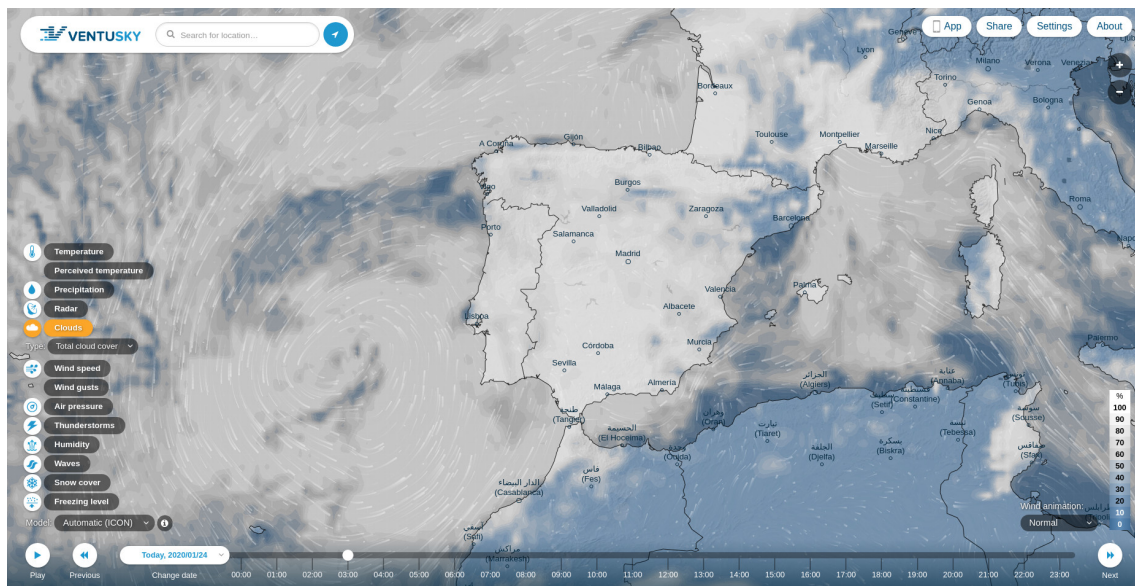 VENTUSKY
Search for location…
App
Share
Settings
About
Lyon
Milano
Verona
Torino
Bordeaux
Genoa
Bologna
Toulouse
Montpellier
Nice
Marseille
A Coruña
Gijón
Bilbao
Burgos
Roma
Valladolid
Zaragoza
Barcelona
Porto
Salamanca
Madrid
Temperature
Perceived temperature
Precipitation
Radar
Clouds
Type:
Total cloud cover
Wind speed
Wind gusts
Air pressure
Thunderstorms
Humidity
Waves
Snow cover
Freezing level
Model:
Automatic (ICON)
Palma
Valencia
Albacete
Lisboa
Murcia
Palermo
Córdoba
Sevilla
Almería
Málaga
الجزائر
(Algiers)
عنابة
(Annaba)
تونس
(Tunis)
سطيف
(Setif)
قسنطينة
(Constantine)
طنجة
(Tangier)
وهران
(Oran)
الحسيمة
(El Hoceima)
تيارت
(Tiaret)
سوسة
(Sousse)
تبسة
(Tebessa)
وجدة
(Oujda)
الجلفة
(Djelfa)
بسكرة
(Biskra)
صفاقس
(Sfax)
فاس
(Fes)
الدار البيضاء
(Casablanca)
آسفي
(Safi)
مراكش
(Marrakesh)
%
100
90
80
70
60
50
40
30
20
10
0
Wind animation:
Normal
Play
Previous
Today, 2020/01/24
Change date
00:00 01:00 02:00 03:00 04:00 05:00 06:00 07:00 08:00 09:00 10:00 11:00 12:00 13:00 14:00 15:00 16:00 17:00 18:00 19:00 20:00 21:00 22:00 23:00
Next